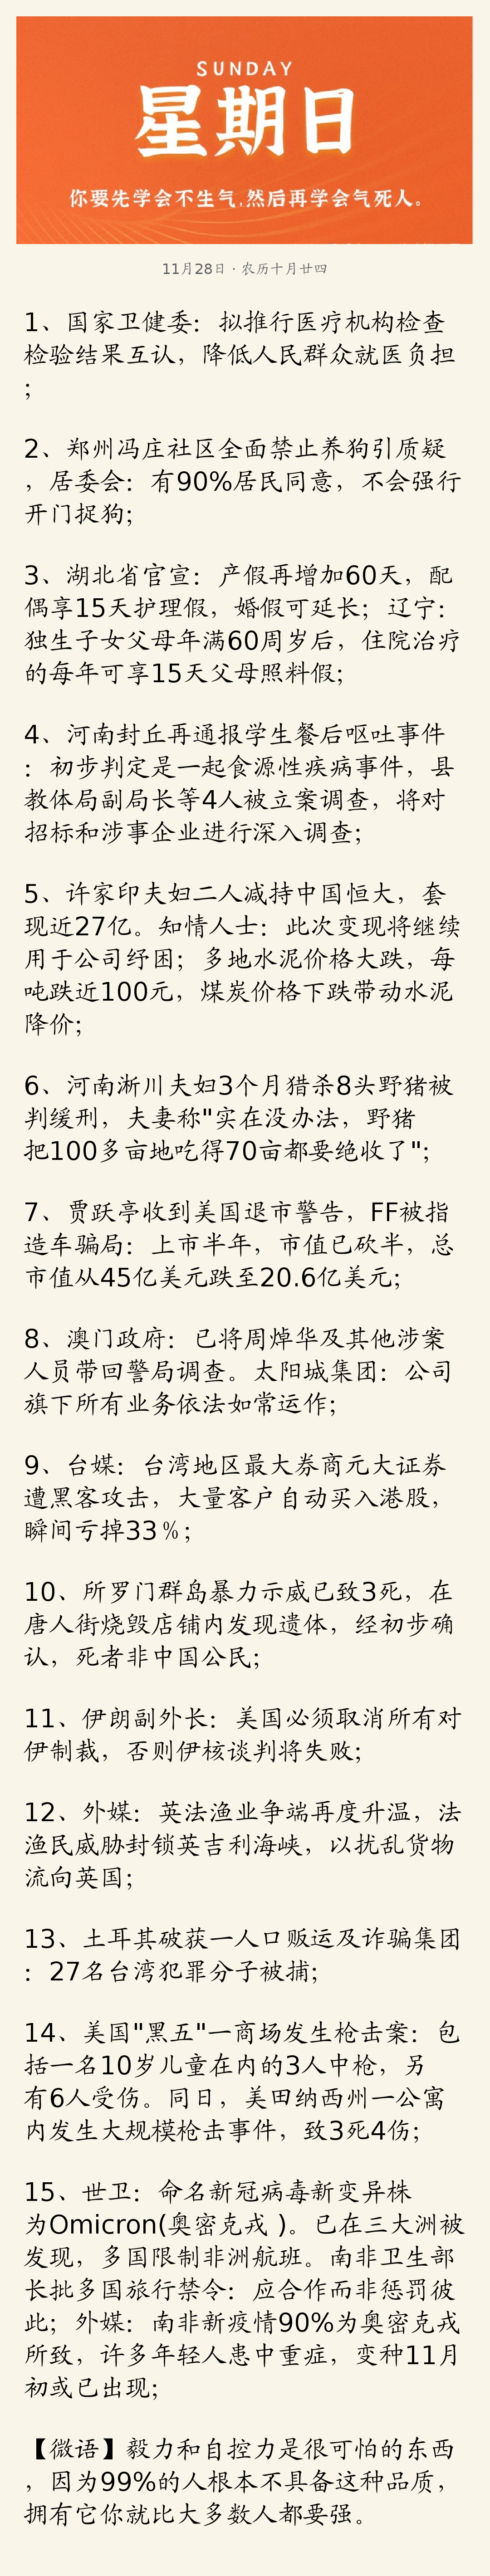 SUNDAY
星期日
你要先学会不生气,然后再学会气死人。
11月28日 · 农历十月廿四
1、国家卫健委：拟推行医疗机构检查
检验结果互认，降低人民群众就医负担
；
2、郑州冯庄社区全面禁止养狗引质疑
，居委会：有90%居民同意，不会强行
开门捉狗；
3、湖北省官宣：产假再增加60天，配
偶享15天护理假，婚假可延长；辽宁：
独生子女父母年满60周岁后，住院治疗
的每年可享15天父母照料假；
4、河南封丘再通报学生餐后呕吐事件
：初步判定是一起食源性疾病事件，县
教体局副局长等4人被立案调查，将对
招标和涉事企业进行深入调查；
5、许家印夫妇二人减持中国恒大，套
现近27亿。知情人士：此次变现将继续
用于公司纾困；多地水泥价格大跌，每
吨跌近100元，煤炭价格下跌带动水泥
降价；
6、河南淅川夫妇3个月猎杀8头野猪被
判缓刑，夫妻称"实在没办法，野猪
把100多亩地吃得70亩都要绝收了"；
7、贾跃亭收到美国退市警告，FF被指
造车骗局：上市半年，市值已砍半，总
市值从45亿美元跌至20.6亿美元；
8、澳门政府：已将周焯华及其他涉案
人员带回警局调查。太阳城集团：公司
旗下所有业务依法如常运作；
9、台媒：台湾地区最大券商元大证券
遭黑客攻击，大量客户自动买入港股，
瞬间亏掉33％；
10、所罗门群岛暴力示威已致3死，在
唐人街烧毁店铺内发现遗体，经初步确
认，死者非中国公民；
11、伊朗副外长：美国必须取消所有对
伊制裁，否则伊核谈判将失败；
12、外媒：英法渔业争端再度升温，法
渔民威胁封锁英吉利海峡，以扰乱货物
流向英国；
13、土耳其破获一人口贩运及诈骗集团
：27名台湾犯罪分子被捕；
14、美国"黑五"一商场发生枪击案：包
括一名10岁儿童在内的3人中枪，另
有6人受伤。同日，美田纳西州一公寓
内发生大规模枪击事件，致3死4伤；
15、世卫：命名新冠病毒新变异株
为Omicron(奥密克戎 )。已在三大洲被
发现，多国限制非洲航班。南非卫生部
长批多国旅行禁令：应合作而非惩罚彼
此；外媒：南非新疫情90%为奥密克戎
所致，许多年轻人患中重症，变种11月
初或已出现；
【微语】毅力和自控力是很可怕的东西
，因为99%的人根本不具备这种品质，
拥有它你就比大多数人都要强。